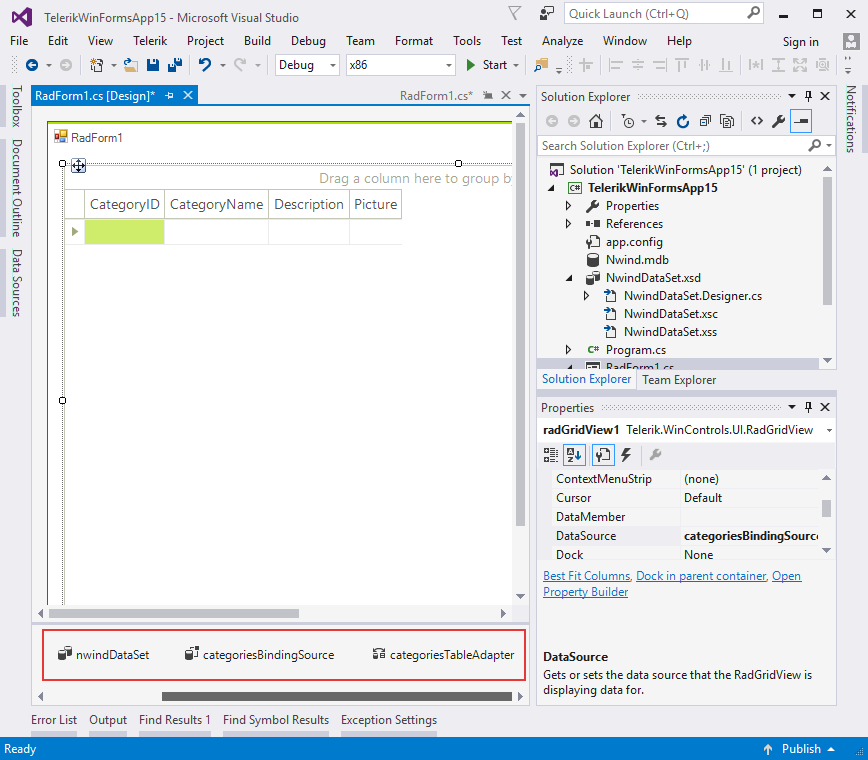 TelerikWinFormsApp15 - Microsoft Visual Studio
Quick Launch (Ctrl+Q)
File Edit View Telerik Project Build Debug Team Format Tools Test Analyze Window Help Sign in
Debug x86 Start
Toolbox
Document Outline
Data Sources
RadForm1.cs [Design]* RadForm1.cs*
RadForm1
Drag a column here to group by
CategoryID CategoryName Description Picture
nwindDataSet categoriesBindingSource categoriesTableAdapter
Solution Explorer
Search Solution Explorer (Ctrl+;)
Solution 'TelerikWinFormsApp15' (1 project)
TelerikWinFormsApp15
Properties
References
app.config
Nwind.mdb
NwindDataSet.xsd
NwindDataSet.Designer.cs
NwindDataSet.xsc
NwindDataSet.xss
Program.cs
RadForm1.cs
Solution Explorer Team Explorer
Properties
radGridView1 Telerik.WinControls.UI.RadGridView
ContextMenuStrip (none)
Cursor Default
DataMember
DataSource categoriesBindingSource
Dock None
Best Fit Columns, Dock in parent container, Open
Property Builder
DataSource
Gets or sets the data source that the RadGridView is
displaying data for.
Notifications
Error List Output Find Results 1 Find Symbol Results Exception Settings
Ready Publish